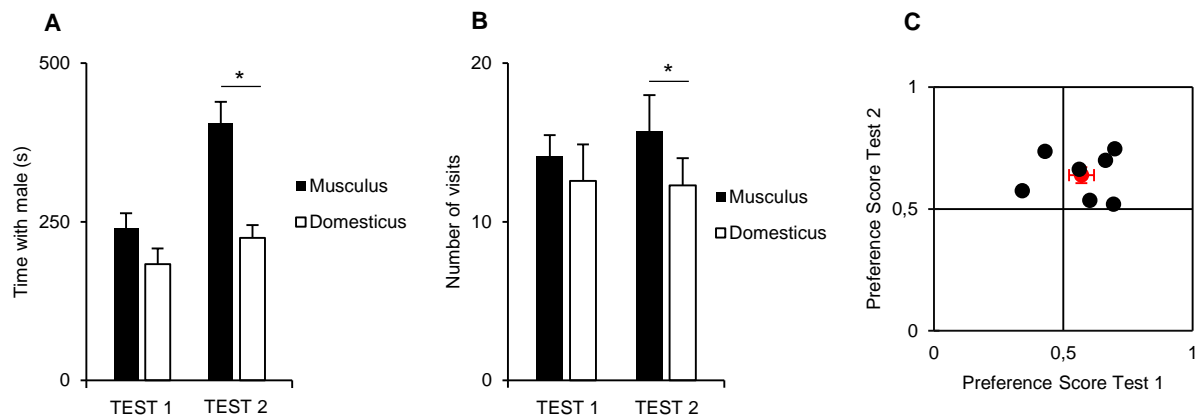 A
500
250
0
Time with male (s)
*
Musculus
Domesticus
TEST 1 TEST 2
B
20
10
0
Number of visits
*
Musculus
Domesticus
TEST 1 TEST 2
C
1
0,5
0
Preference Score Test 2
0 0,5 1
Preference Score Test 1